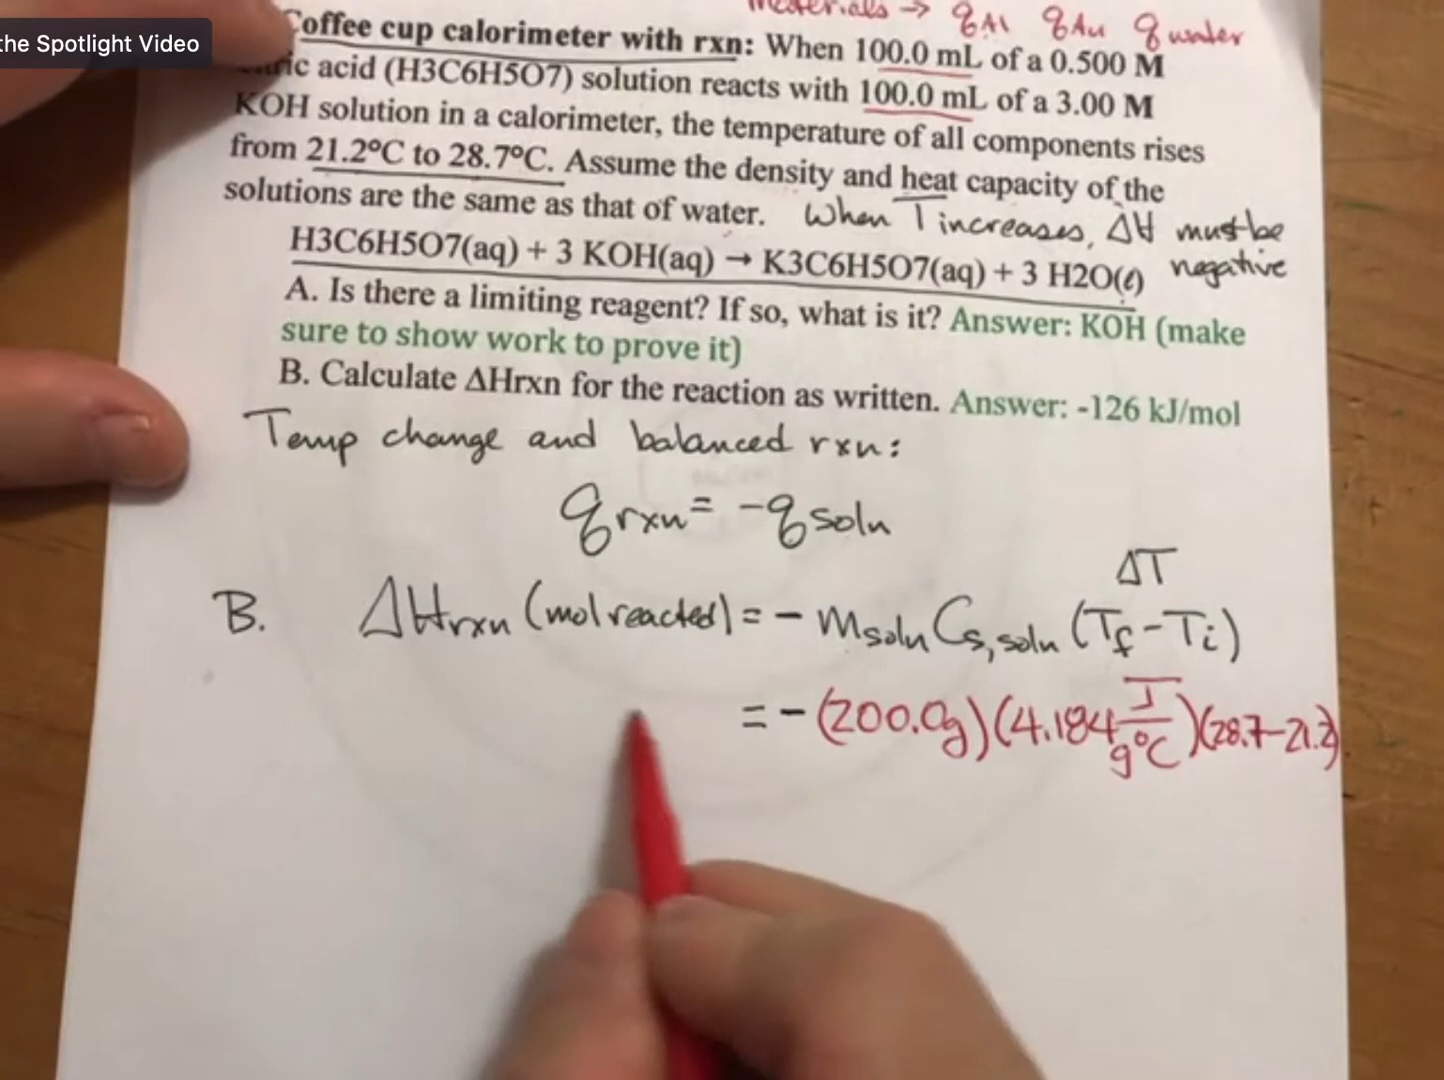 the Spotlight Video
materials → qAl qAu qwater
Coffee cup calorimeter with rxn: When 100.0 mL of a 0.500 M
acid (H3C6H5O7) solution reacts with 100.0 mL of a 3.00 M
KOH solution in a calorimeter, the temperature of all components rises
from 21.2°C to 28.7°C. Assume the density and heat capacity of the
solutions are the same as that of water. When T increases, ΔH must be
negative
H3C6H5O7(aq) + 3 KOH(aq) → K3C6H5O7(aq) + 3 H2O(ℓ)
A. Is there a limiting reagent? If so, what is it? Answer: KOH (make
sure to show work to prove it)
B. Calculate ΔHrxn for the reaction as written. Answer: -126 kJ/mol
Temp change and balanced rxn:
qrxn = -qsoln
ΔT
B. ΔHrxn (mol reacted) = - msoln Cs,soln (Tf - Ti)
= - (200.0g)(4.184 J/g°C)(28.7-21.2)